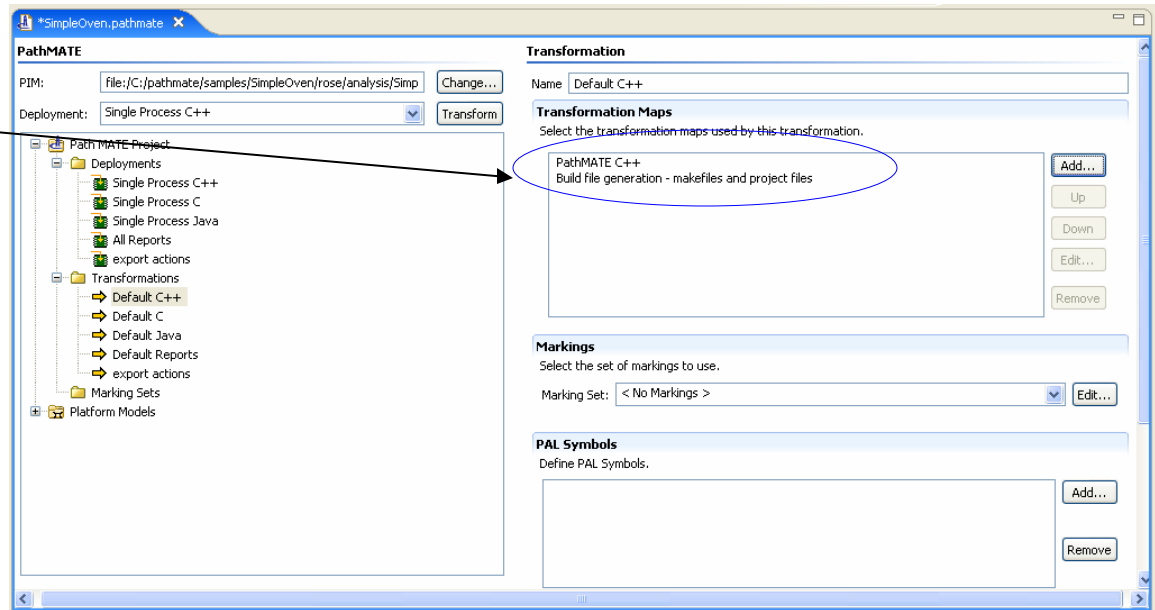 *SimpleOven.pathmate
PathMATE
PIM: file:/C:/pathmate/samples/SimpleOven/rose/analysis/Simp Change...
Deployment: Single Process C++ Transform
Path MATE Project
Deployments
Single Process C++
Single Process C
Single Process Java
All Reports
export actions
Transformations
Default C++
Default C
Default Java
Default Reports
export actions
Marking Sets
Platform Models
Transformation
Name Default C++
Transformation Maps
Select the transformation maps used by this transformation.
PathMATE C++
Build file generation - makefiles and project files
Add...
Up
Down
Edit...
Remove
Markings
Select the set of markings to use.
Marking Set: < No Markings > Edit...
PAL Symbols
Define PAL Symbols.
Add...
Remove